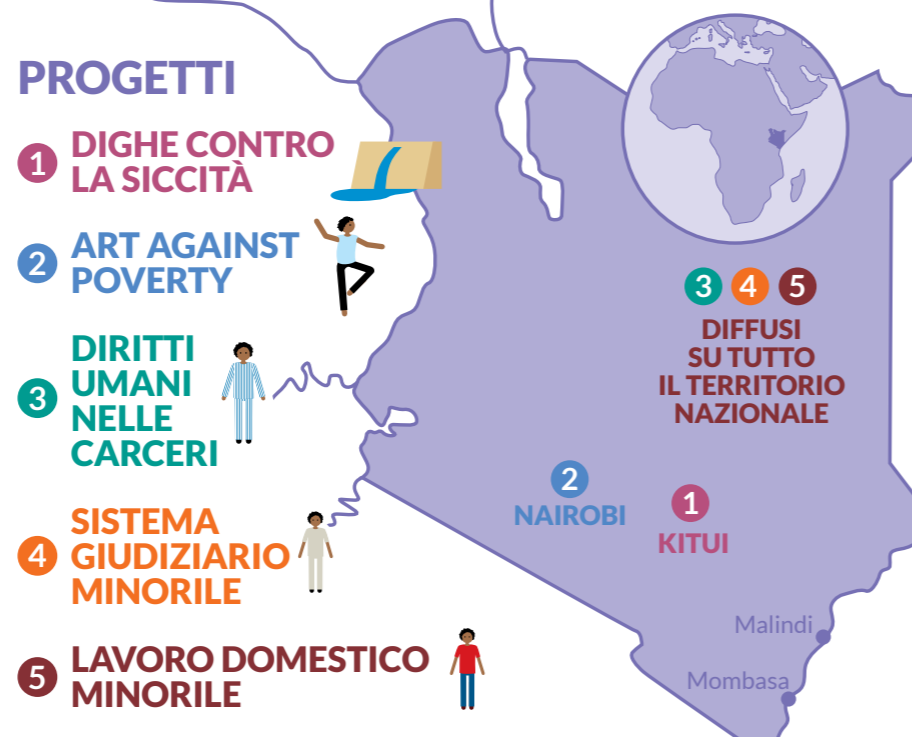 PROGETTI
1 DIGHE CONTRO
LA SICCITÀ
2 ART AGAINST
POVERTY
3 DIRITTI
UMANI
NELLE
CARCERI
4 SISTEMA
GIUDIZIARIO
MINORILE
5 LAVORO DOMESTICO
MINORILE
3 4 5
DIFFUSI
SU TUTTO
IL TERRITORIO
NAZIONALE
2
NAIROBI
1
KITUI
Malindi
Mombasa